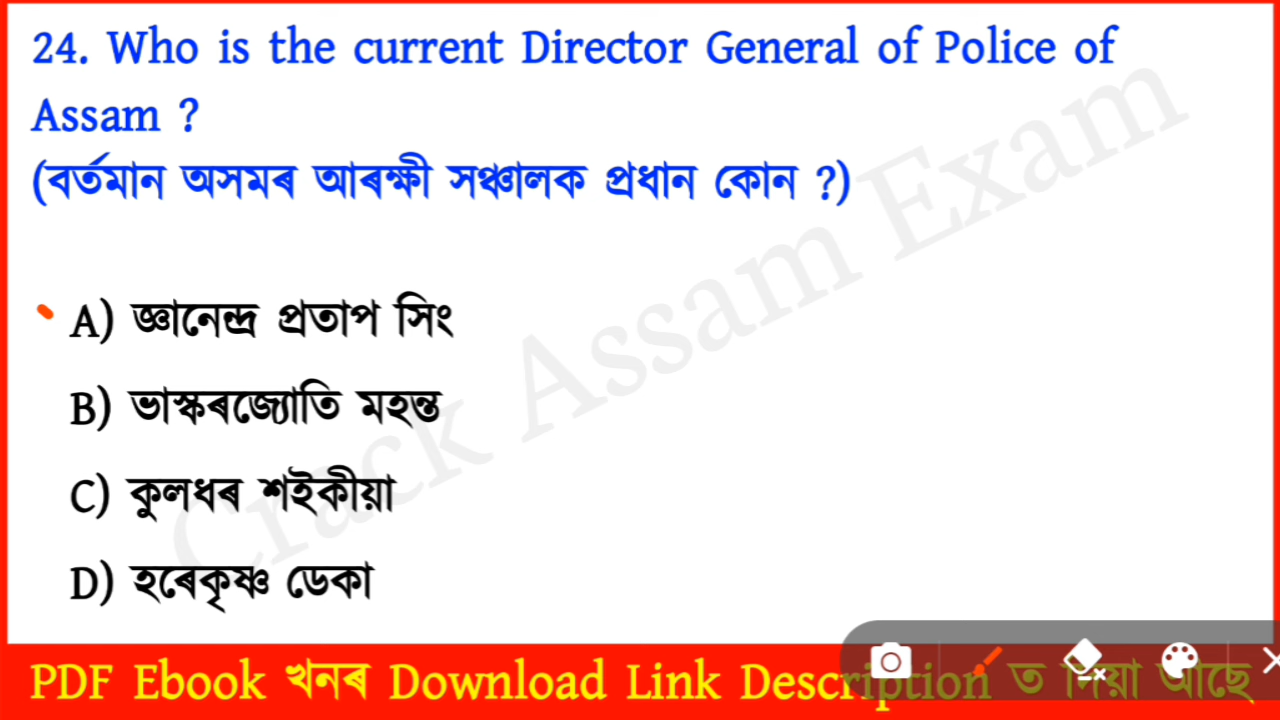 24. Who is the current Director General of Police of
Assam ?
(বৰ্তমান অসমৰ আৰক্ষী সঞ্চালক প্ৰধান কোন ?)
A) জ্ঞানেন্দ্ৰ প্ৰতাপ সিং
B) ভাস্কৰজ্যোতি মহন্ত
C) কুলধৰ শইকীয়া
D) হৰেকৃষ্ণ ডেকা
Crack Assam Exam
PDF Ebook খনৰ Download Link Description ত দিয়া আছে